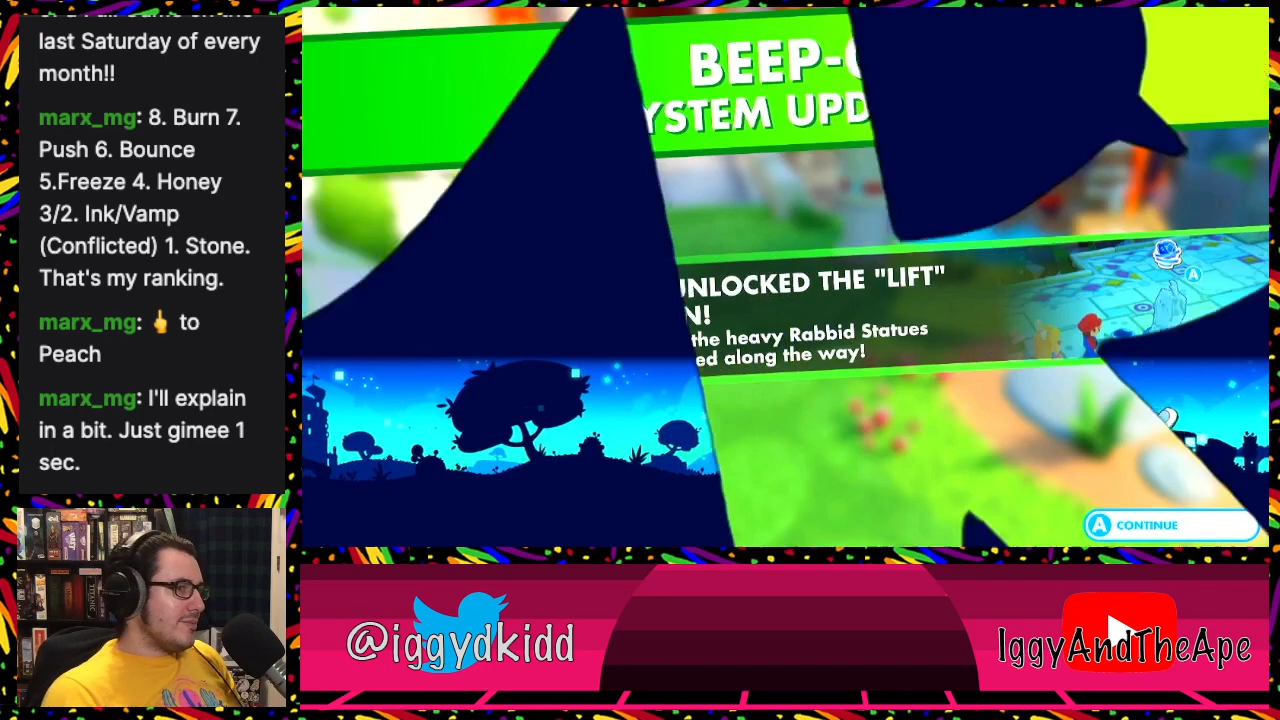 last Saturday of every
month!!
marx_mg: 8. Burn 7.
Push 6. Bounce
5.Freeze 4. Honey
3/2. Ink/Vamp
(Conflicted) 1. Stone.
That's my ranking.
marx_mg: 🖕 to
Peach
marx_mg: I'll explain
in a bit. Just gimee 1
sec.
BEEP-
YSTEM UPD
NLOCKED THE "LIFT"
N!
the heavy Rabbid Statues
ed along the way!
A
A CONTINUE
@iggydkidd
IggyAndTheApe
TITANIC